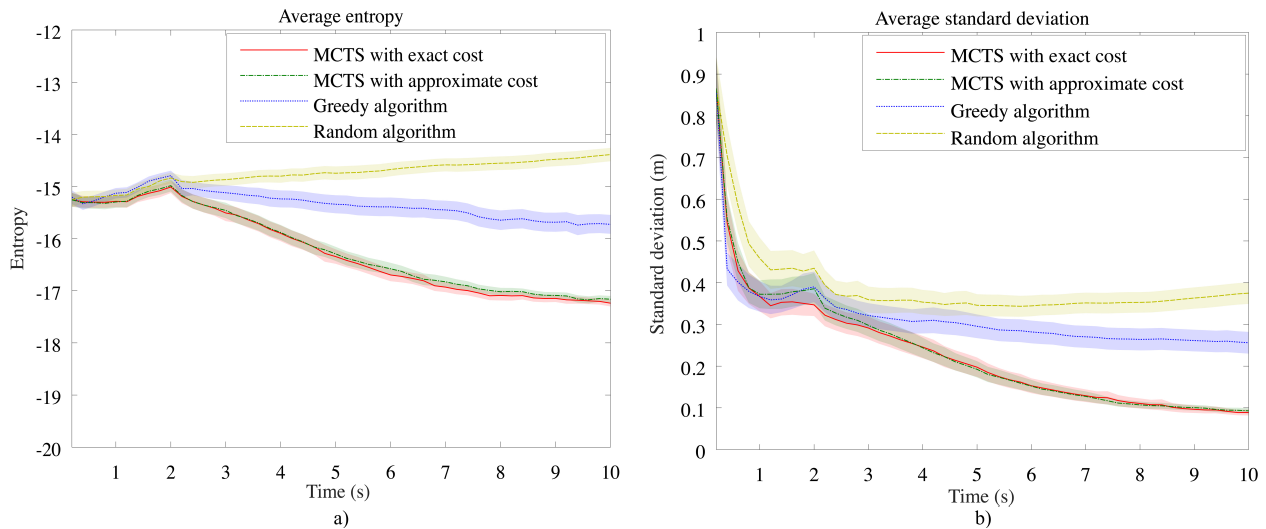 Average entropy
-12
-13
-14
-15
-16
-17
-18
-19
-20
Entropy
MCTS with exact cost
MCTS with approximate cost
Greedy algorithm
Random algorithm
1 2 3 4 5 6 7 8 9 10
Time (s)
a)
Average standard deviation
1
0.9
0.8
0.7
0.6
0.5
0.4
0.3
0.2
0.1
0
Standard deviation (m)
MCTS with exact cost
MCTS with approximate cost
Greedy algorithm
Random algorithm
1 2 3 4 5 6 7 8 9 10
Time (s)
b)